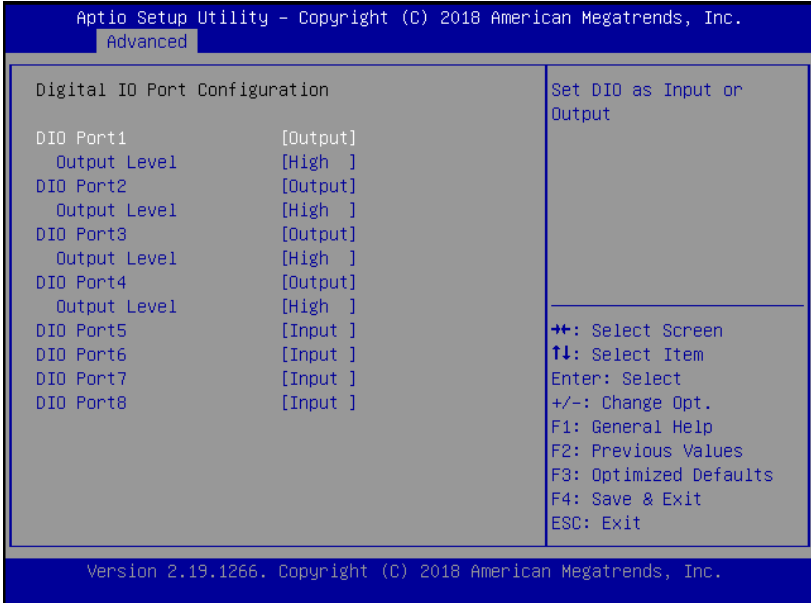 Aptio Setup Utility – Copyright (C) 2018 American Megatrends, Inc.
Advanced
Digital IO Port Configuration
DIO Port1 [Output]
Output Level [High ]
DIO Port2 [Output]
Output Level [High ]
DIO Port3 [Output]
Output Level [High ]
DIO Port4 [Output]
Output Level [High ]
DIO Port5 [Input ]
DIO Port6 [Input ]
DIO Port7 [Input ]
DIO Port8 [Input ]
Set DIO as Input or
Output
→←: Select Screen
↑↓: Select Item
Enter: Select
+/-: Change Opt.
F1: General Help
F2: Previous Values
F3: Optimized Defaults
F4: Save & Exit
ESC: Exit
Version 2.19.1266. Copyright (C) 2018 American Megatrends, Inc.